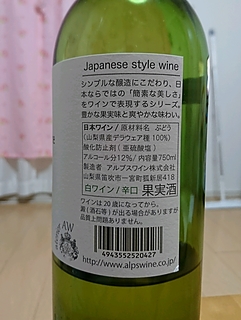 Japanese style wine
シンプルな醸造にこだわり、日
本ならではの「簡素な美しさ」
をワインで表現するシリーズ。
豊かな果実味と爽やかな味わい。
日本ワイン/原材料名 ぶどう
(山梨県産デラウェア種 100%)
酸化防止剤(亜硫酸塩)
アルコール分12%/内容量750ml
製造者 アルプスワイン株式会社
山梨県笛吹市一宮町狐新居418
白ワイン/辛口 果実酒
ワインは20歳になってから。
瓶(酒石等)が出る場合がありますが、
品質上問題ありません。
4943552520427
http://www.alpswine.co.jp/
AW